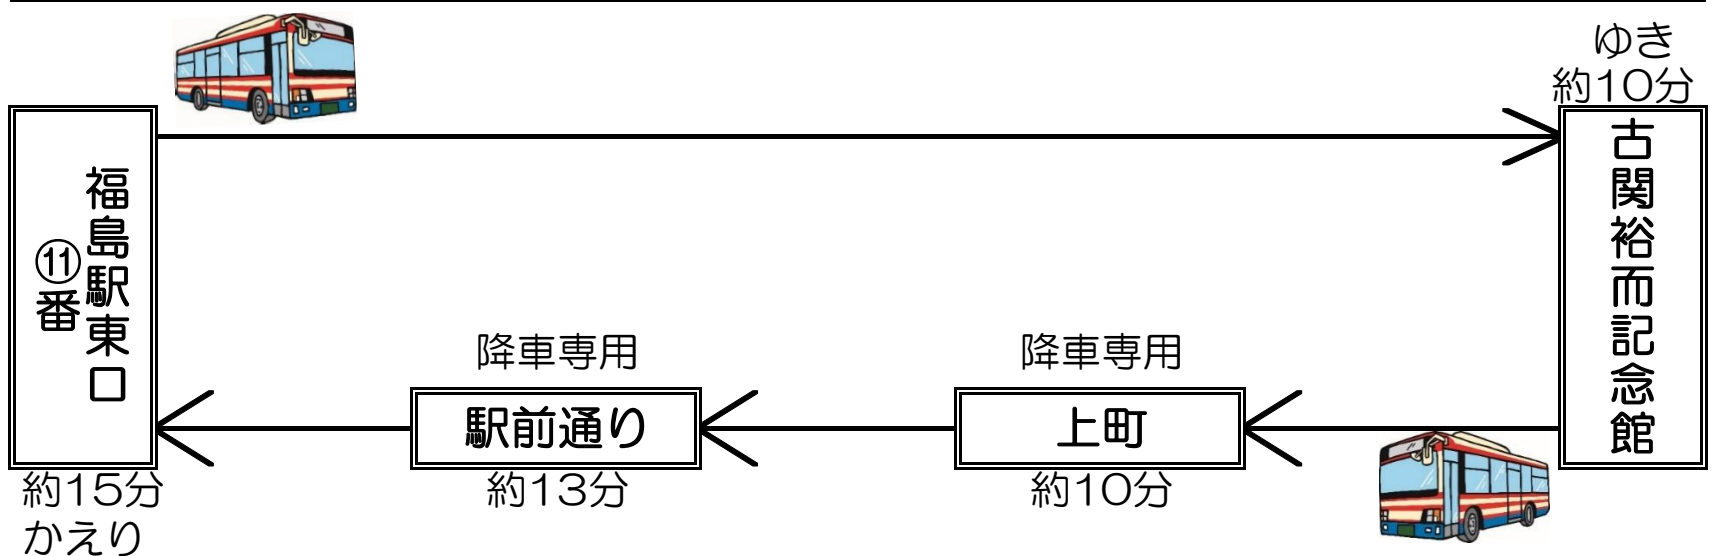 ゆき
約10分
福島駅東口
⑪番
古関裕而記念館
降車専用
降車専用
駅前通り
上町
約15分
かえり
約13分
約10分